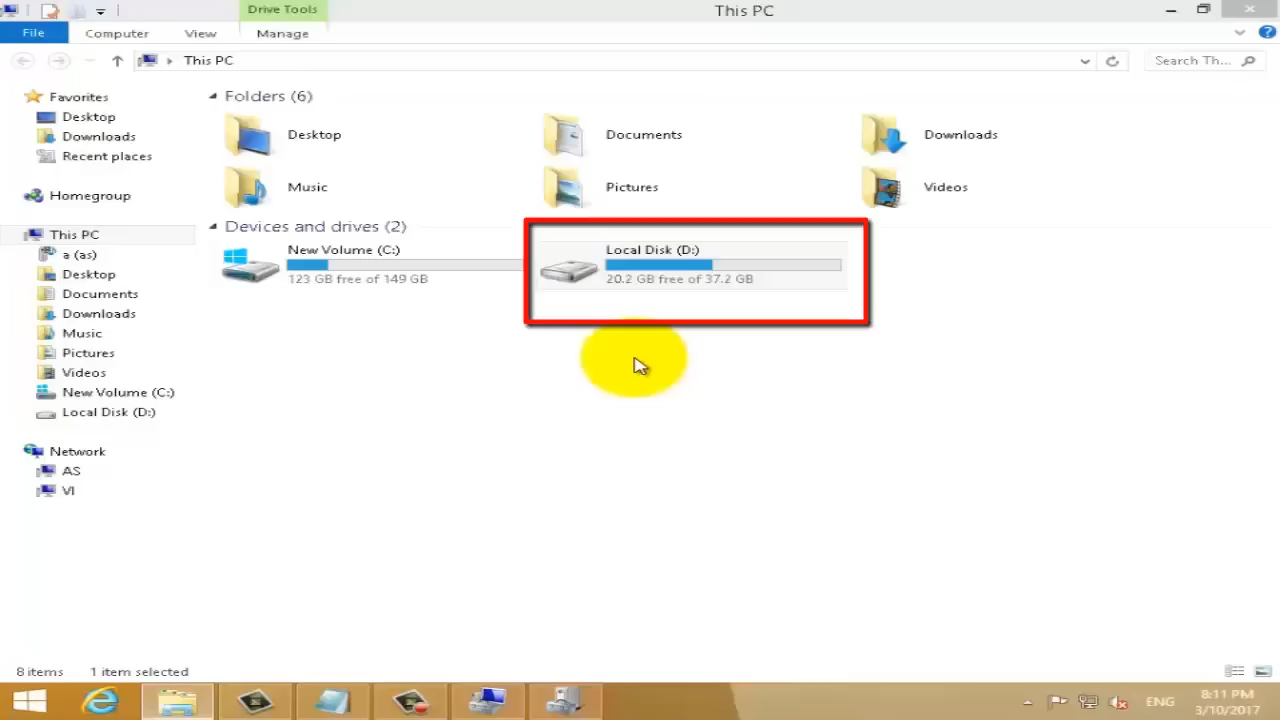 Drive Tools
This PC
File
Computer
View
Manage
This PC
Search Th...
Favorites
Desktop
Downloads
Recent places
Homegroup
This PC
a (as)
Desktop
Documents
Downloads
Music
Pictures
Videos
New Volume (C:)
Local Disk (D:)
Network
AS
VI
Folders (6)
Desktop
Documents
Downloads
Music
Pictures
Videos
Devices and drives (2)
New Volume (C:)
123 GB free of 149 GB
Local Disk (D:)
20.2 GB free of 37.2 GB
8 items
1 item selected
ENG
8:11 PM
3/10/2017